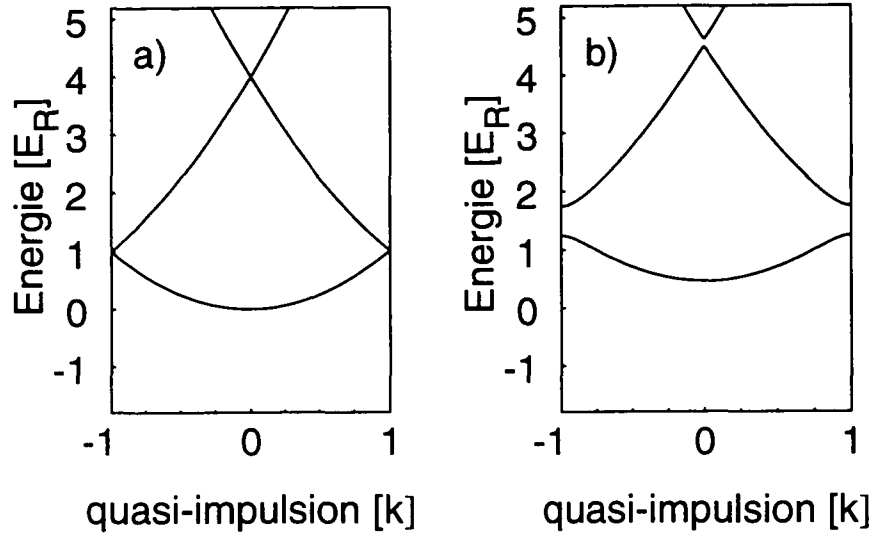 a)
Energie [E_R]
5
4
3
2
1
0
-1
-1 0 1
quasi-impulsion [k]
b)
Energie [E_R]
5
4
3
2
1
0
-1
-1 0 1
quasi-impulsion [k]